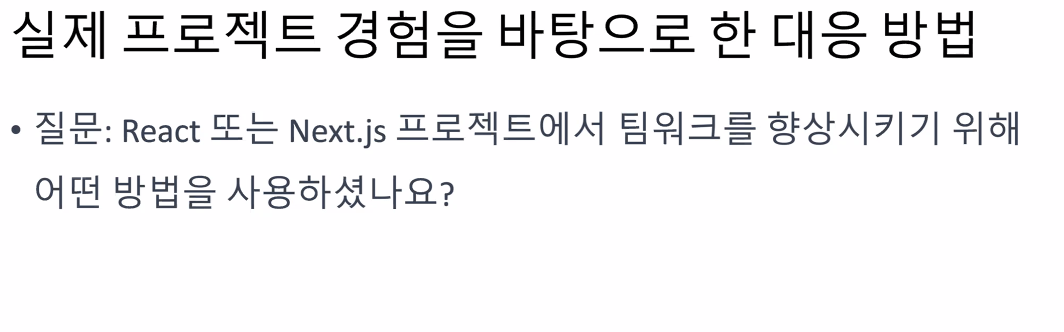 실제 프로젝트 경험을 바탕으로 한 대응 방법
• 질문: React 또는 Next.js 프로젝트에서 팀워크를 향상시키기 위해
어떤 방법을 사용하셨나요?